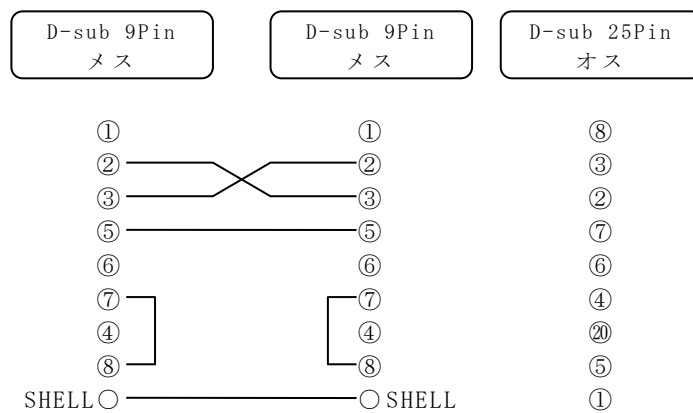 D-sub 9Pin
メス
D-sub 9Pin
メス
D-sub 25Pin
オス
① ① ⑧
② ② ③
③ ③ ②
⑤ ⑤ ⑦
⑥ ⑥ ⑥
⑦ ⑦ ④
④ ④ ⑳
⑧ ⑧ ⑤
SHELL○ ○SHELL ①